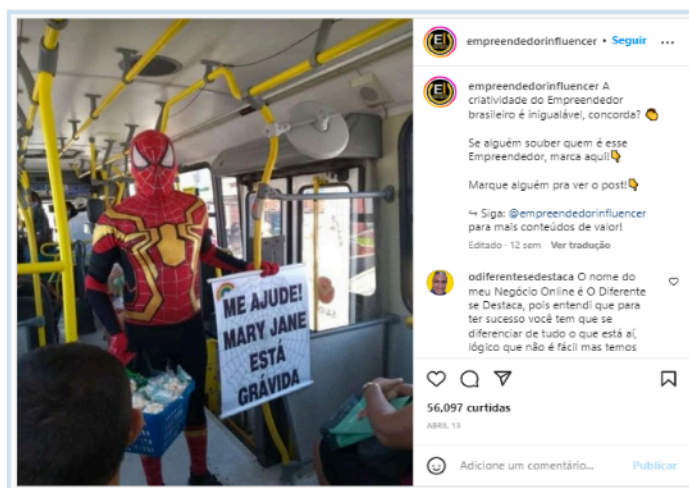 ME AJUDE!
MARY JANE
ESTÁ
GRÁVIDA
empreendedorinfluencer • Seguir
empreendedorinfluencer A
criatividade do Empreendedor
brasileiro é inigualável, concorda?
Se alguém souber quem é esse
Empreendedor, marca aqui!
Marque alguém pra ver o post!
↪ Siga: @empreendedorinfluencer
para mais conteúdos de valor!
Editado · 12 sem Ver tradução
odiferentesedestaca O nome do
meu Negócio Online é O Diferente
se Destaca, pois entendi que para
ter sucesso você tem que se
diferenciar de tudo o que está aí,
lógico que não é fácil mas temos
56,097 curtidas
ABRIL 13
Adicione um comentário... Publicar